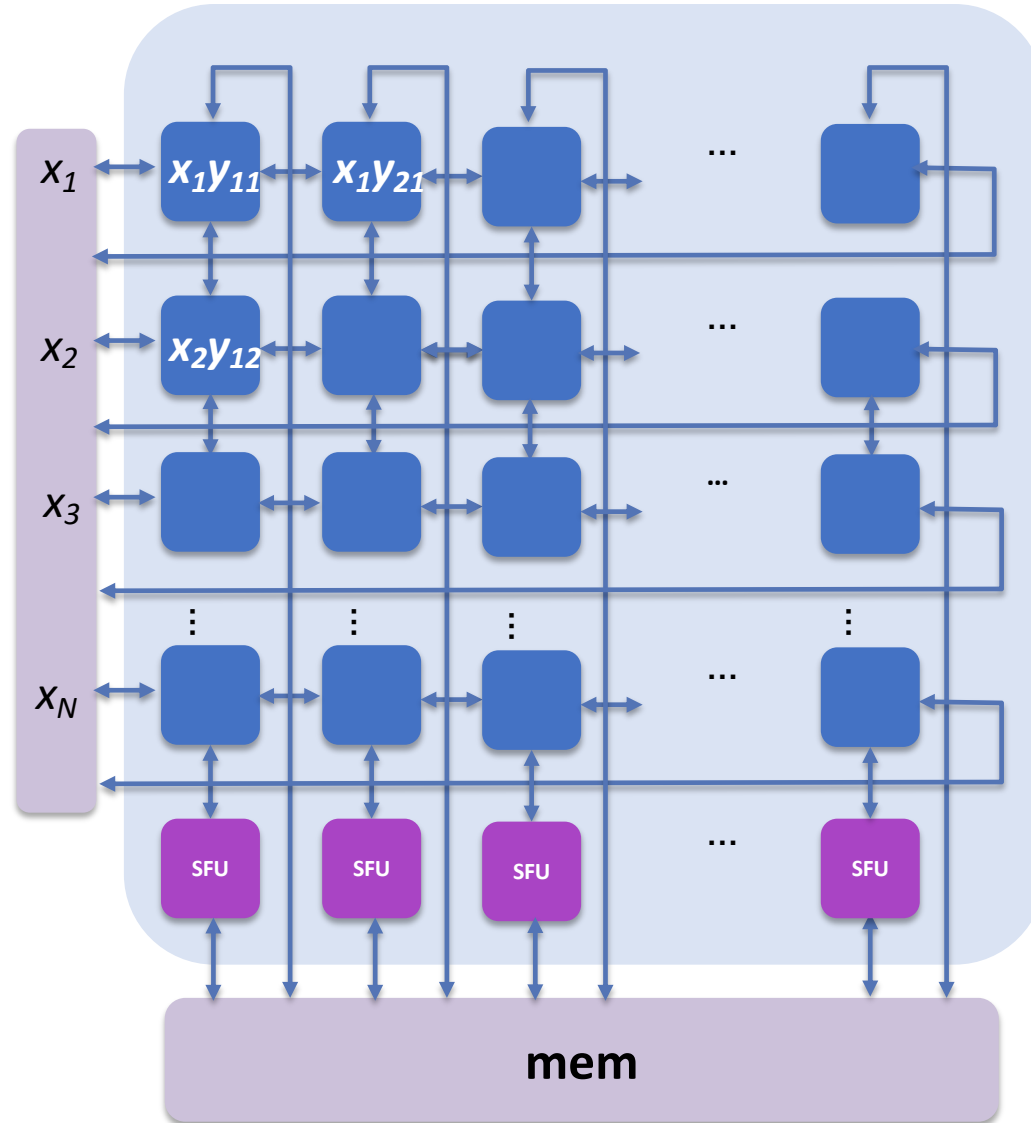 x1 x1y11 x1y21 ...
x2 x2y12 ...
x3 ...
⋮ ⋮ ⋮ ⋮
xN ...
SFU SFU SFU ... SFU
mem